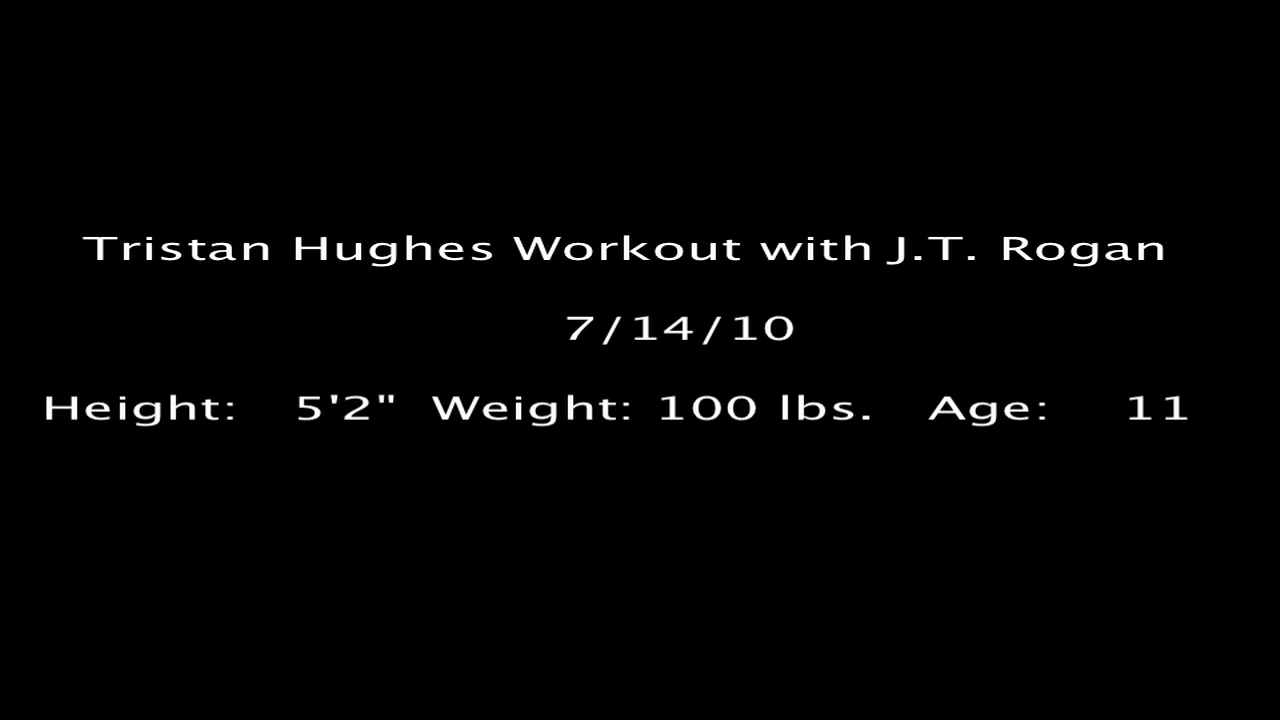 Tristan Hughes Workout with J.T. Rogan
7/14/10
Height: 5'2" Weight: 100 lbs. Age: 11